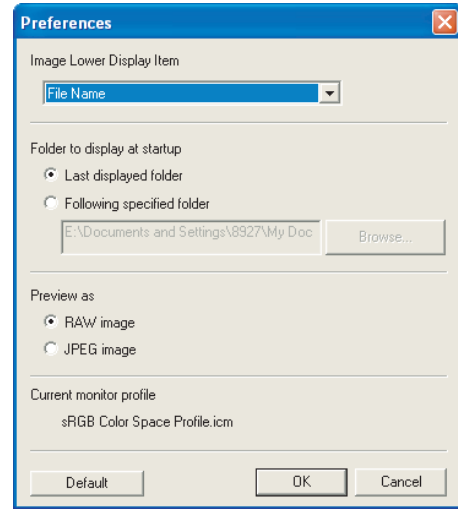 Preferences
Image Lower Display Item
File Name
Folder to display at startup
Last displayed folder
Following specified folder
E:\Documents and Settings\8927\My Doc
Browse...
Preview as
RAW image
JPEG image
Current monitor profile
sRGB Color Space Profile.icm
Default OK Cancel